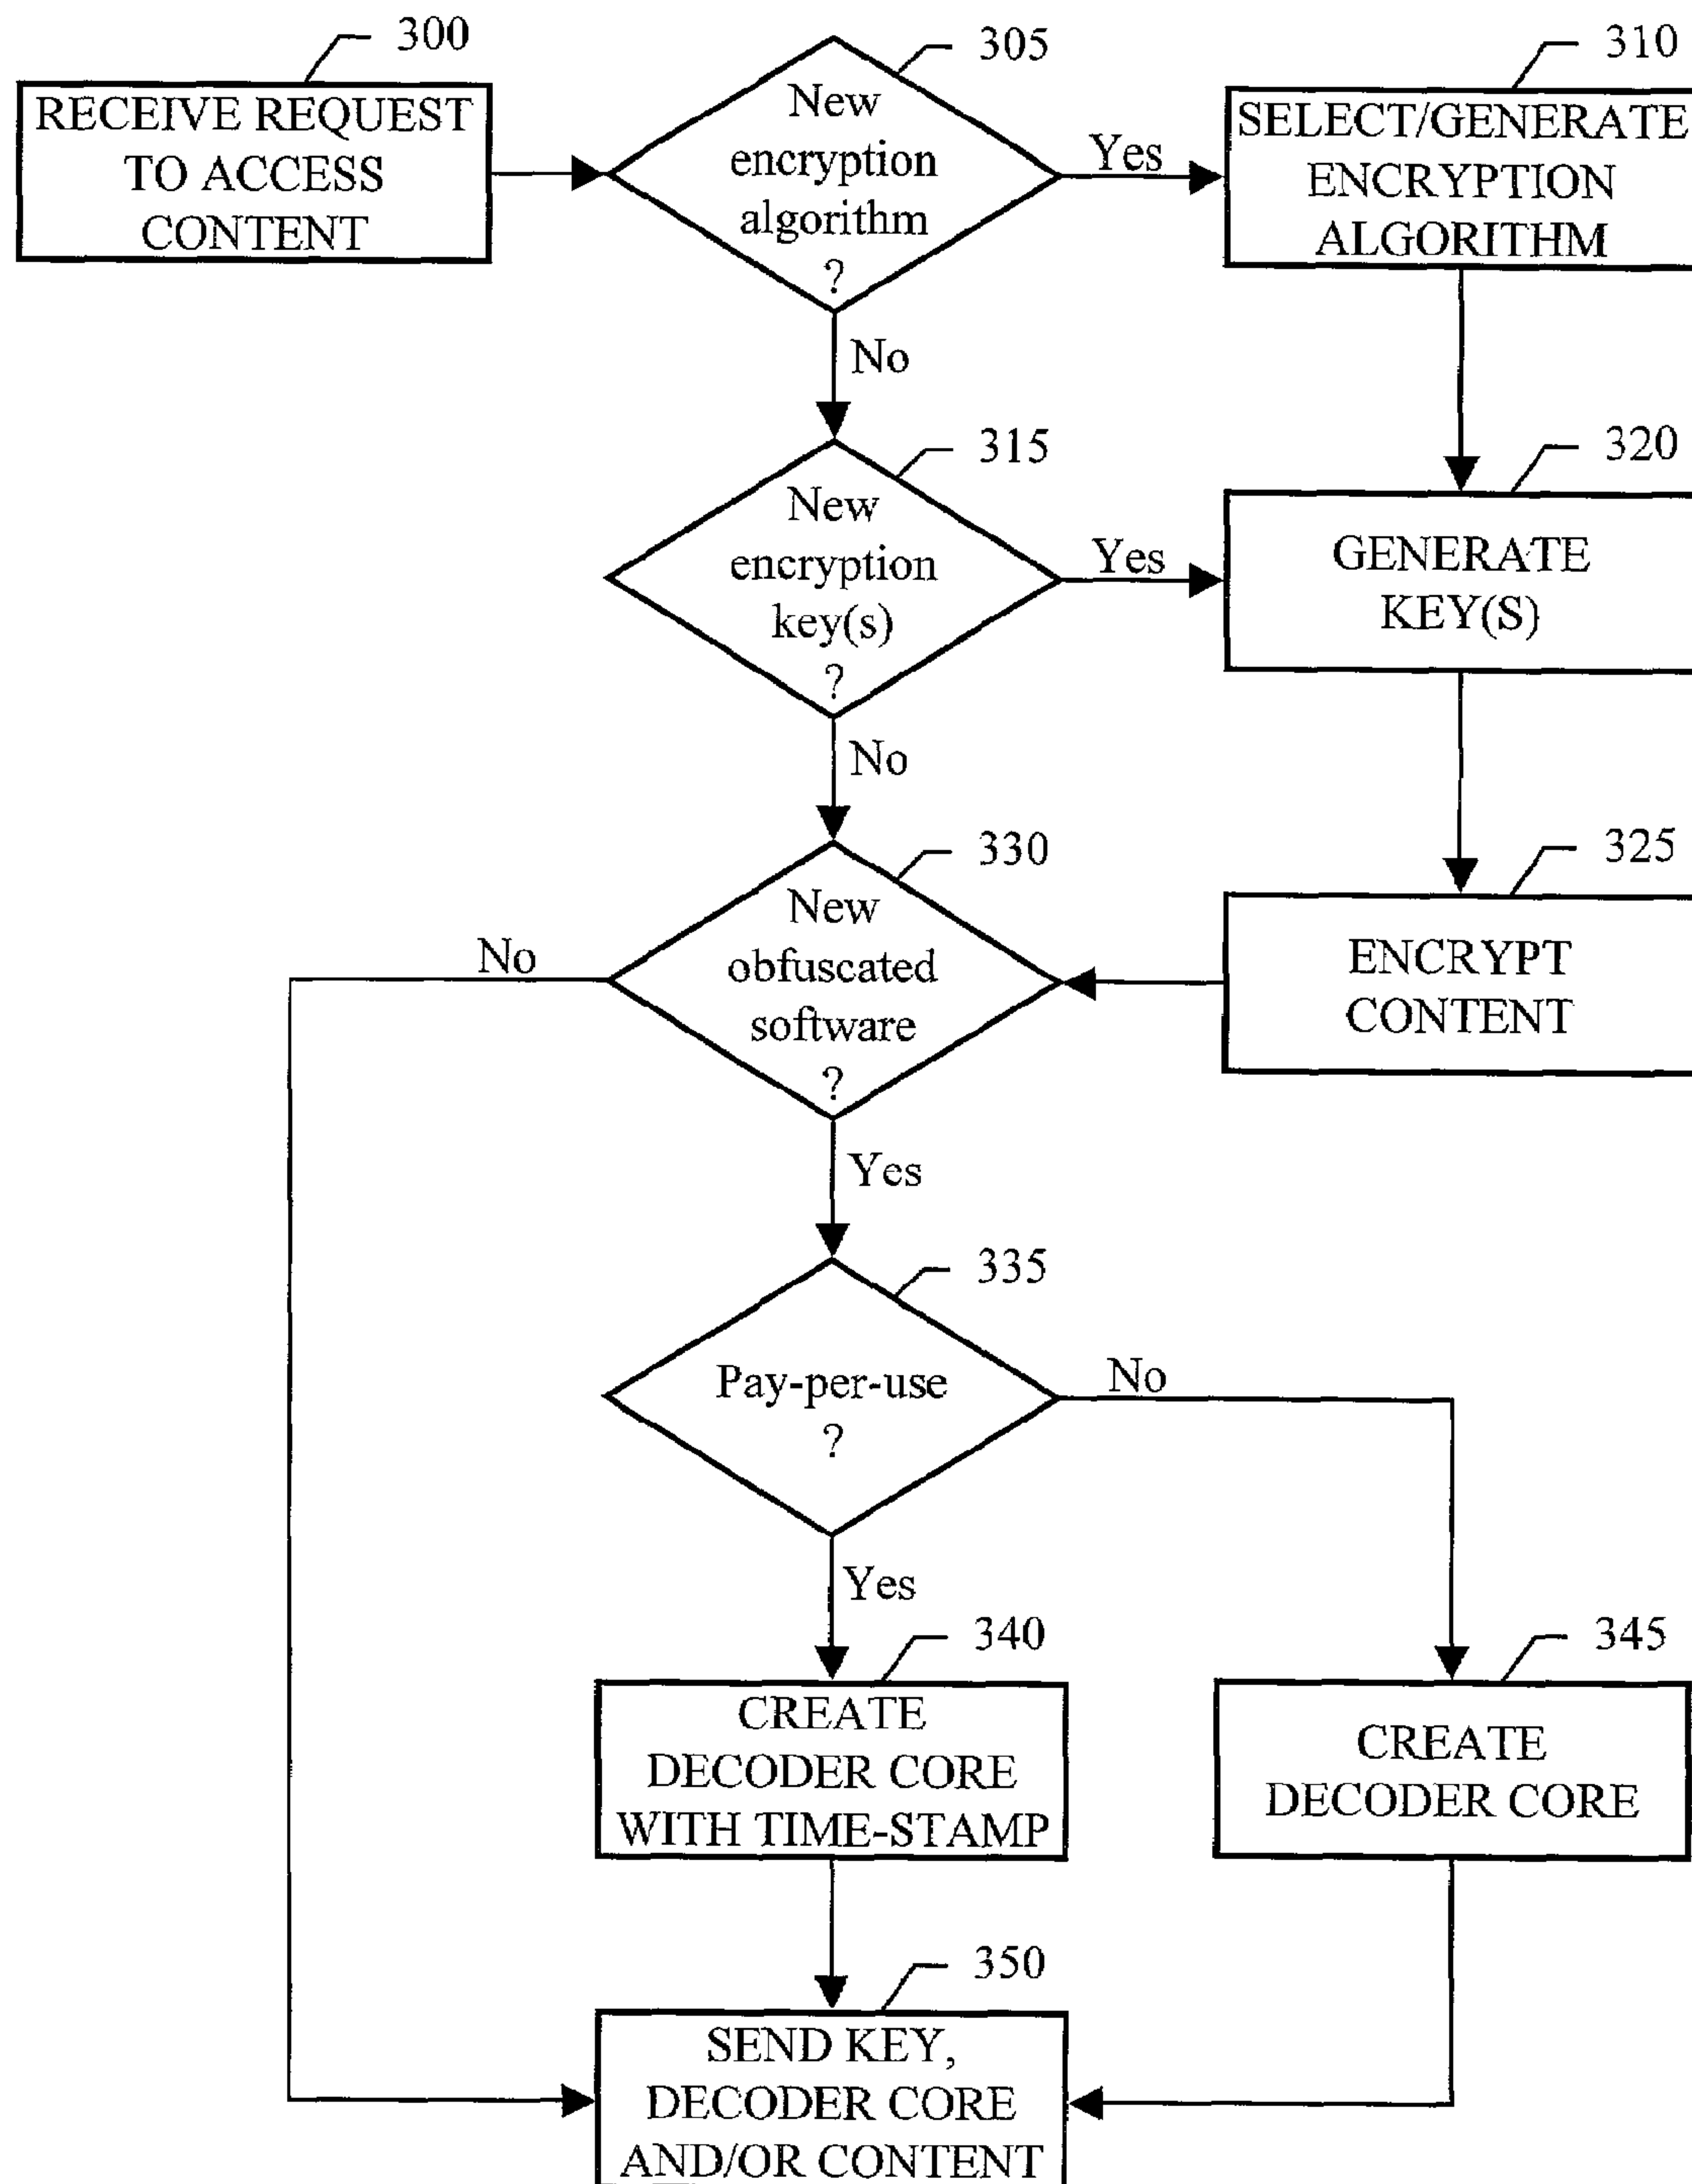 300
RECEIVE REQUEST
TO ACCESS
CONTENT
305
New
encryption
algorithm
?
Yes
No
310
SELECT/GENERATE
ENCRYPTION
ALGORITHM
315
New
encryption
key(s)
?
Yes
No
320
GENERATE
KEY(S)
325
ENCRYPT
CONTENT
330
New
obfuscated
software
?
No
Yes
335
Pay-per-use
?
No
Yes
340
CREATE
DECODER CORE
WITH TIME-STAMP
345
CREATE
DECODER CORE
350
SEND KEY,
DECODER CORE
AND/OR CONTENT